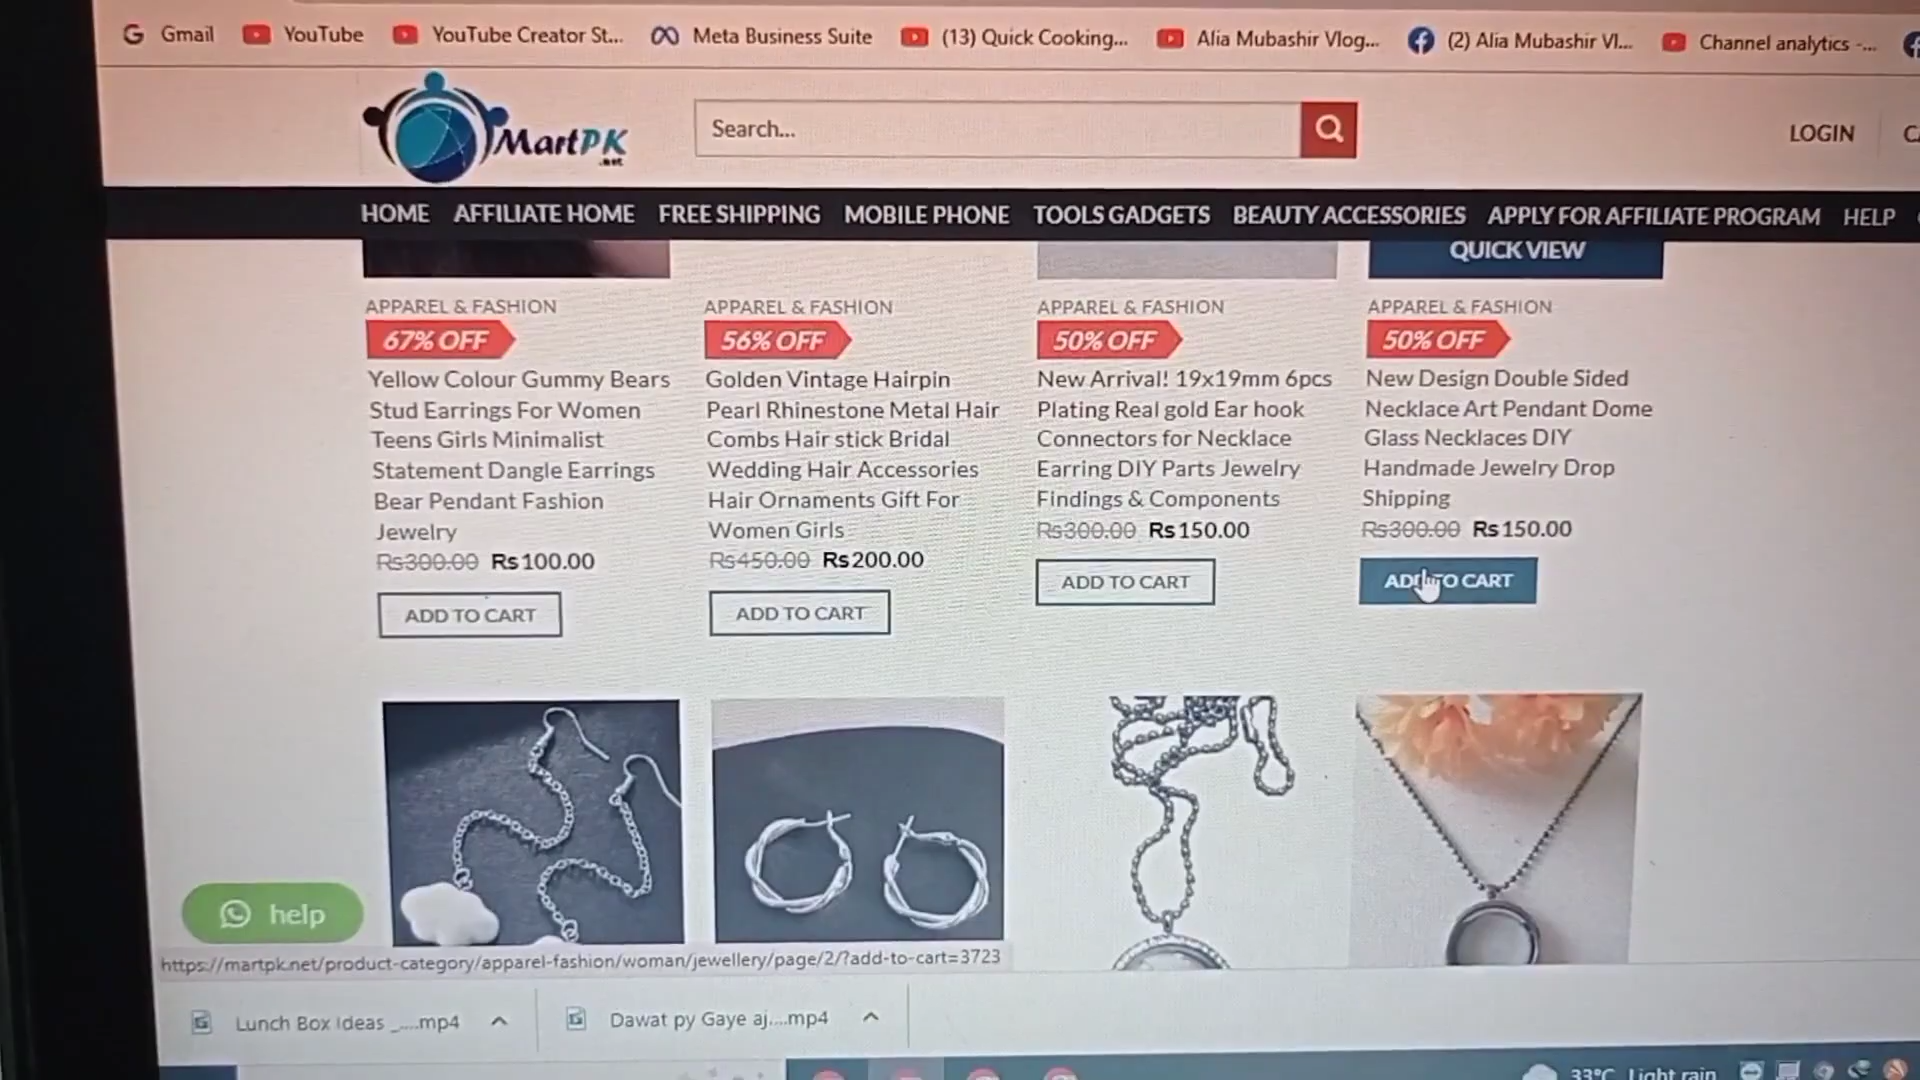 Gmail YouTube YouTube Creator St... Meta Business Suite (13) Quick Cooking... Alia Mubashir Vlog... (2) Alia Mubashir Vl... Channel analytics -...
MartPK
.net
Search...
LOGIN
HOME AFFILIATE HOME FREE SHIPPING MOBILE PHONE TOOLS GADGETS BEAUTY ACCESSORIES APPLY FOR AFFILIATE PROGRAM HELP
QUICK VIEW
APPAREL & FASHION
67% OFF
Yellow Colour Gummy Bears
Stud Earrings For Women
Teens Girls Minimalist
Statement Dangle Earrings
Bear Pendant Fashion
Jewelry
Rs300.00 Rs100.00
ADD TO CART
APPAREL & FASHION
56% OFF
Golden Vintage Hairpin
Pearl Rhinestone Metal Hair
Combs Hair stick Bridal
Wedding Hair Accessories
Hair Ornaments Gift For
Women Girls
Rs450.00 Rs200.00
ADD TO CART
APPAREL & FASHION
50% OFF
New Arrival! 19x19mm 6pcs
Plating Real gold Ear hook
Connectors for Necklace
Earring DIY Parts Jewelry
Findings & Components
Rs300.00 Rs150.00
ADD TO CART
APPAREL & FASHION
50% OFF
New Design Double Sided
Necklace Art Pendant Dome
Glass Necklaces DIY
Handmade Jewelry Drop
Shipping
Rs300.00 Rs150.00
ADD TO CART
help
https://martpk.net/product-category/apparel-fashion/woman/jewellery/page/2/?add-to-cart=3723
Lunch Box Ideas _....mp4 Dawat py Gaye aj....mp4
33°C Light rain